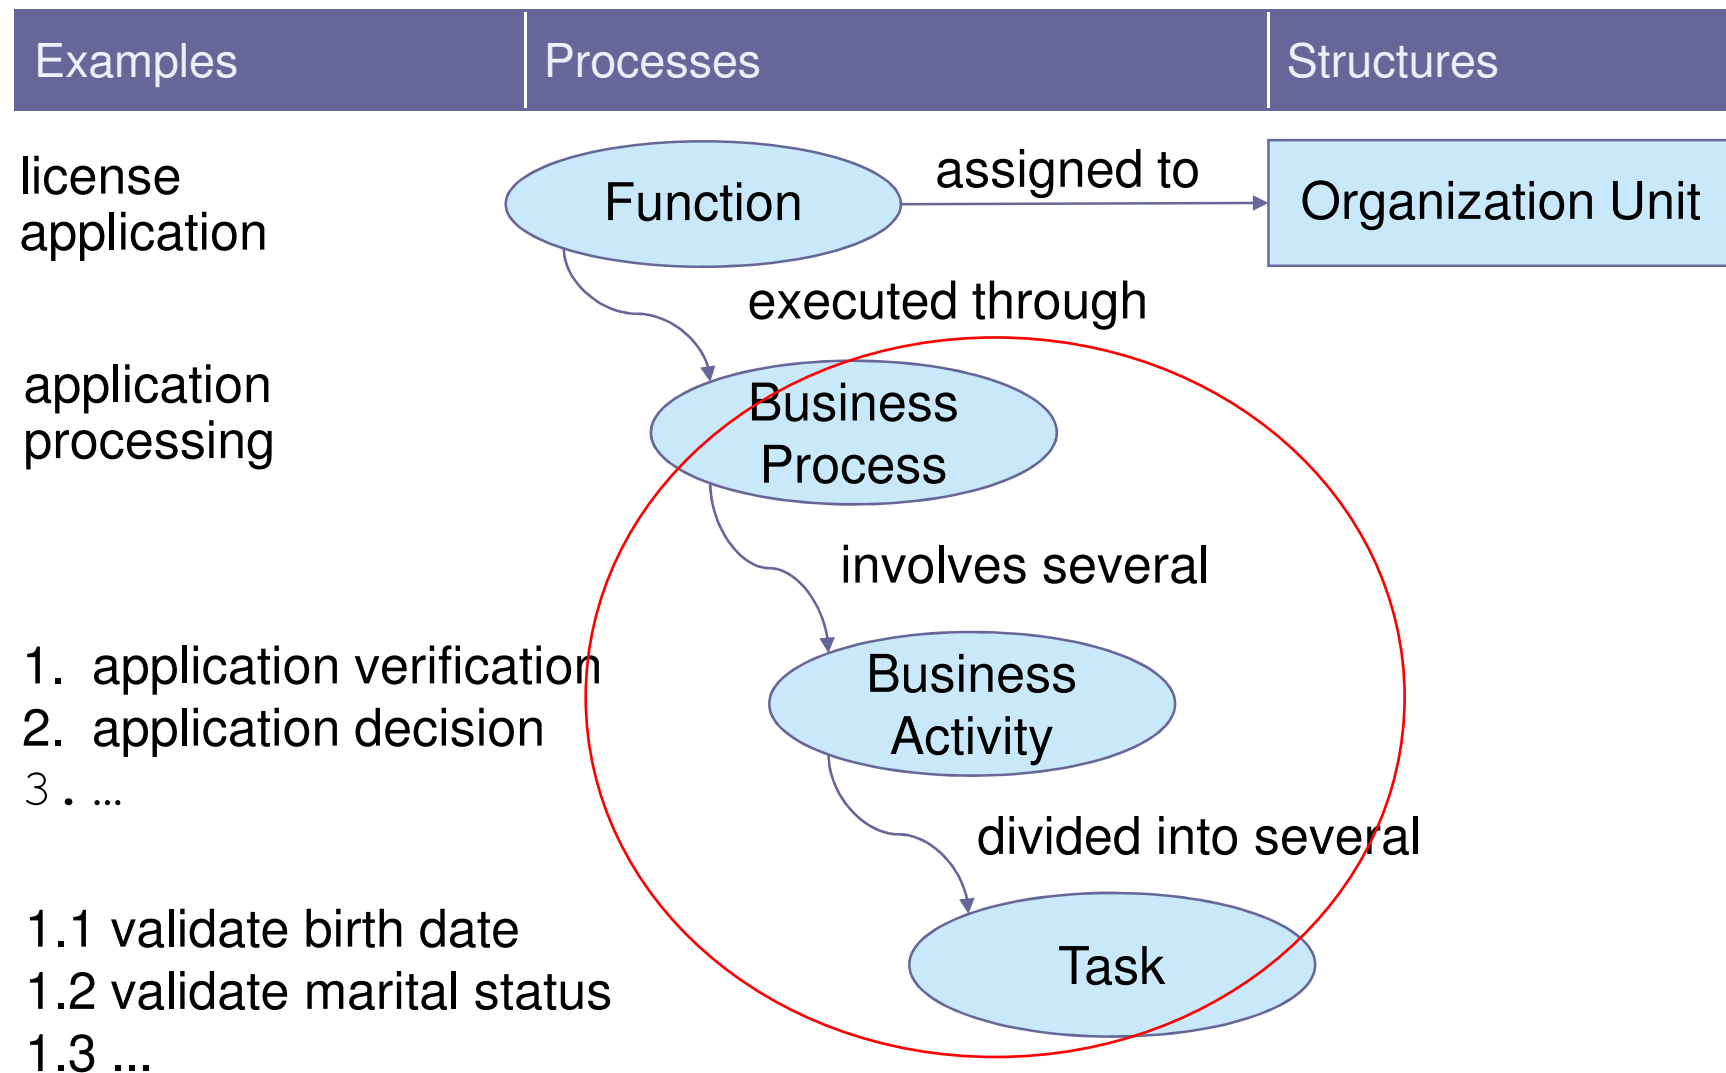 Examples
Processes
Structures
license
application
Function
assigned to
Organization Unit
executed through
application
processing
Business
Process
involves several
1. application verification
2. application decision
3. …
Business
Activity
divided into several
1.1 validate birth date
1.2 validate marital status
1.3 ...
Task